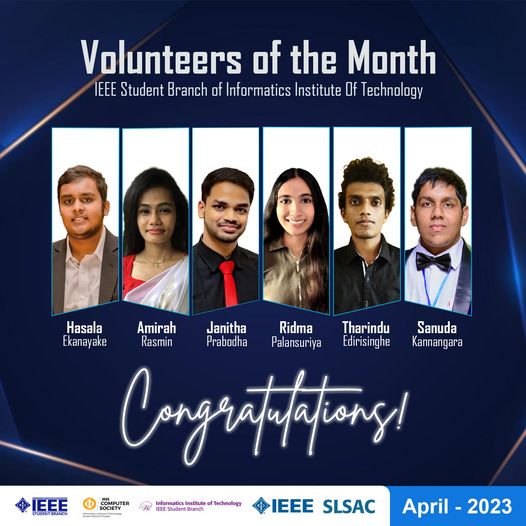 Volunteers of the Month
IEEE Student Branch of Informatics Institute Of Technology
Hasala
Ekanayake
Amirah
Rasmin
Janitha
Prabodha
Ridma
Palansuriya
Tharindu
Edirisinghe
Sanuda
Kannangara
Congratulations!
IEEE
STUDENT BRANCH
IEEE
COMPUTER
SOCIETY
Informatics Institute of Technology
IEEE Student Branch
IEEE SLSAC
April - 2023